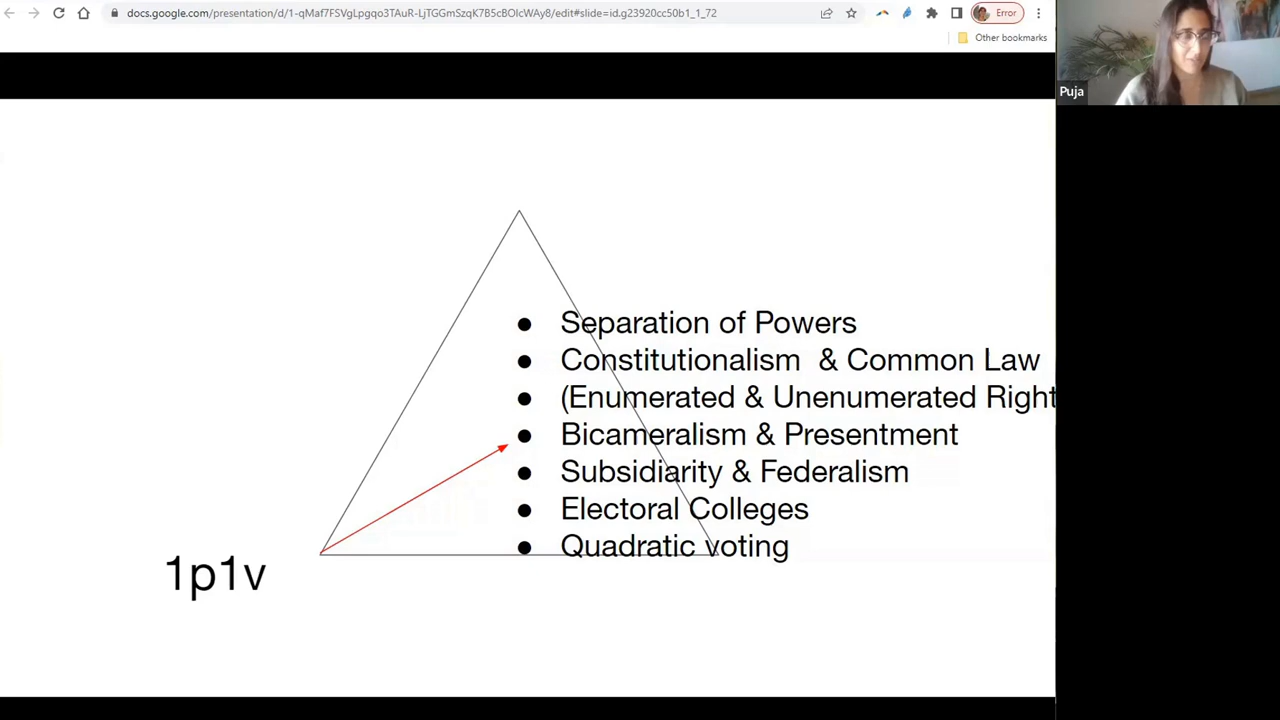 docs.google.com/presentation/d/1-qMaf7FSVgLpgqo3TAuR-LjTGGmSzqK7B5cBOIcWAy8/edit#slide=id.g23920cc50b1_1_72
Error
Other bookmarks
Puja
● Separation of Powers
● Constitutionalism & Common Law
● (Enumerated & Unenumerated Right
● Bicameralism & Presentment
● Subsidiarity & Federalism
● Electoral Colleges
● Quadratic voting
1p1v